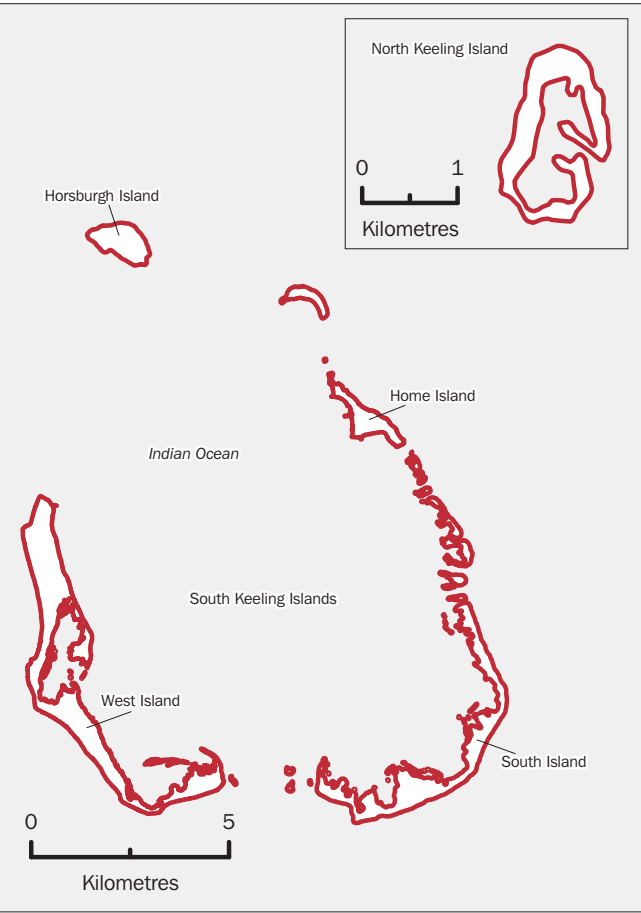 North Keeling Island
0 1
Kilometres
Horsburgh Island
Home Island
Indian Ocean
South Keeling Islands
West Island
South Island
0 5
Kilometres